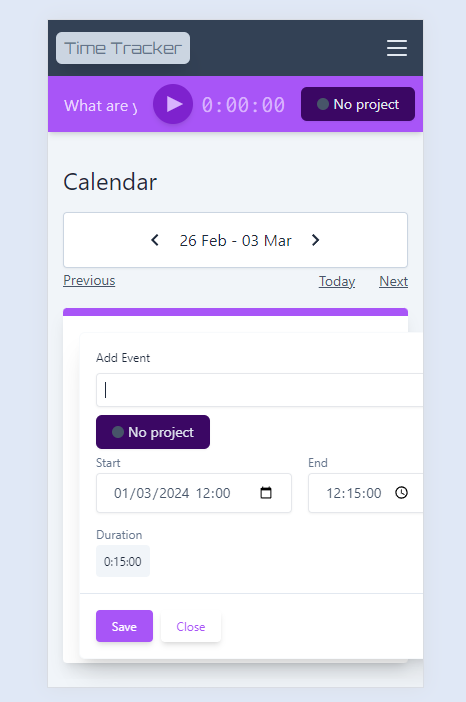 Time Tracker
What are y
0:00:00
No project
Calendar
26 Feb - 03 Mar
Previous
Today
Next
Add Event
No project
Start
End
01/03/2024 12:00
12:15:00
Duration
0:15:00
Save
Close